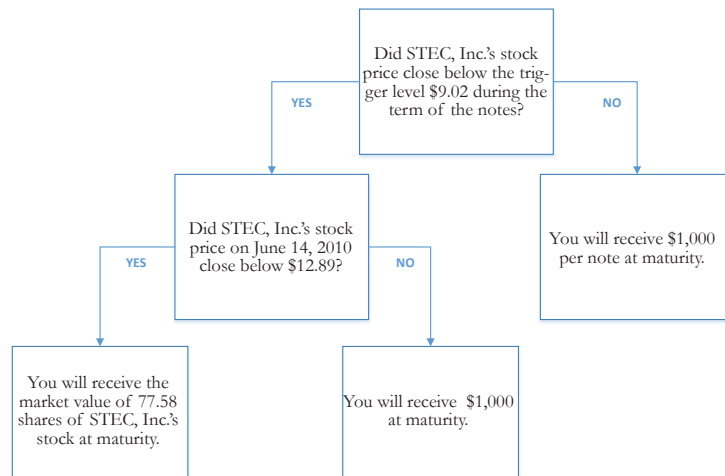 Did STEC, Inc.'s stock
price close below the trig-
ger level $9.02 during the
term of the notes?
YES
NO
Did STEC, Inc.'s stock
price on June 14, 2010
close below $12.89?
You will receive $1,000
per note at maturity.
YES
NO
You will receive the
market value of 77.58
shares of STEC, Inc.'s
stock at maturity.
You will receive $1,000
at maturity.